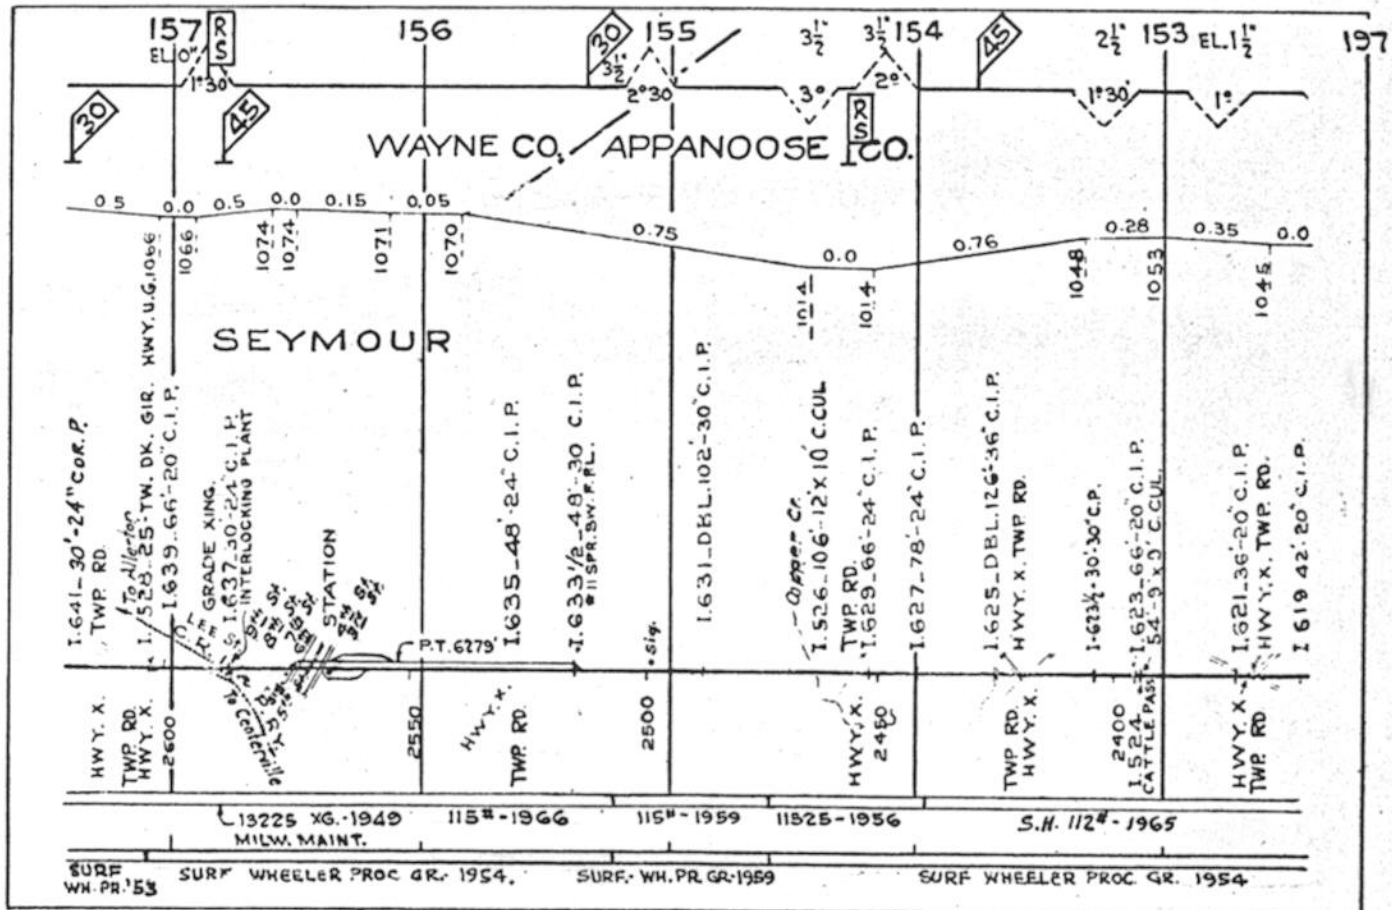 157 156 155 154 153 197
EL.0" R S 30 3½" 3½" 3½" 45 2½" EL.1½"
1°30' 2°30 3° 2° 1°30' 1°
30 45 R S
WAYNE CO. APPANOOSE CO.
0.5 0.0 0.5 0.0 0.15 0.05 0.75 0.0 0.76 0.28 0.35 0.0
1066 1066 1074 1074 1071 1070 1014 1014 1048 1053 1045
SEYMOUR
I.641-30'-24" COR.P.
TWP. RD.
To Allerton
I.528-25'-TW. DK. GIR. HWY. U.G.
I.639-66'-20" C.I.P.
GRADE XING.
I.637-30'-24" C.I.P.
INTERLOCKING PLANT
STATION
LEE St.
C.R.I.&P.RY.
To Centerville
P.T. 6279'
I.635-48'-24" C.I.P.
I.633½-48'-30 C.I.P.
#11 SPR. SW. F. P.L.
Sig.
I.631-DBL.102'-30" C.I.P.
COPPER Cr.
I.526-106'-12'X10' C.CUL.
TWP. RD.
I.629-66'-24" C.I.P.
I.627-78'-24" C.I.P.
I.625-DBL.126'-36" C.I.P.
HWY. X. TWP. RD.
I-623½-30'-30" C.P.
I.623-66'-20" C.I.P.
54'-9'x9' C.CUL.
I.621-36'-20" C.I.P.
HWY. X. TWP. RD.
I 619 42'-20" C.I.P
HWY. X.
TWP. RD.
HWY. X.
2600
2550
HWY. X.
TWP. RD.
2500
HWY. X.
2450
TWP. RD.
HWY. X.
2400
I.524
CATTLE PASS
HWY. X
TWP. RD
13225 XG.-1949 115#-1966 115#-1959 11525-1956 S.H. 112#-1965
MILW. MAINT.
SURF WH. PR.'53 SURF WHEELER PROC GR. 1954. SURF. WH. PR GR-1959 SURF WHEELER PROC. GR. 1954